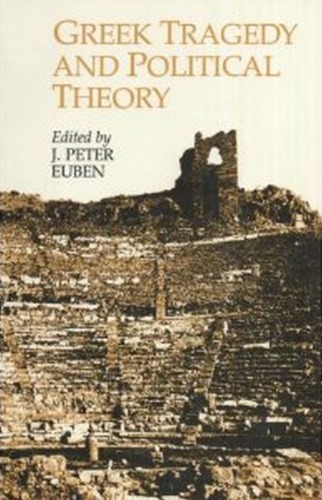 GREEK TRAGEDY
AND POLITICAL
THEORY
Edited by
J. PETER
EUBEN